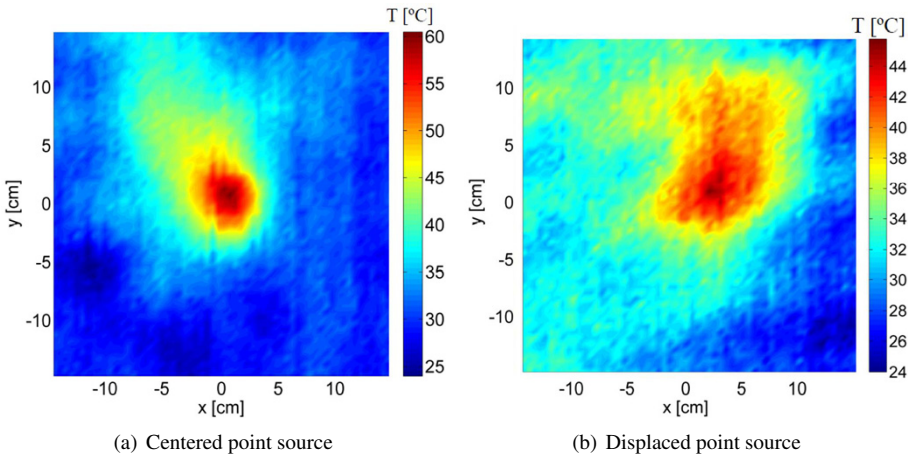 T [ºC]
T [ºC]
60
55
50
45
40
35
30
25
44
42
40
38
36
34
32
30
28
26
24
10
5
0
-5
-10
y [cm]
-10 -5 0 5 10
x [cm]
10
5
0
-5
-10
y [cm]
-10 -5 0 5 10
x [cm]
(a) Centered point source
(b) Displaced point source